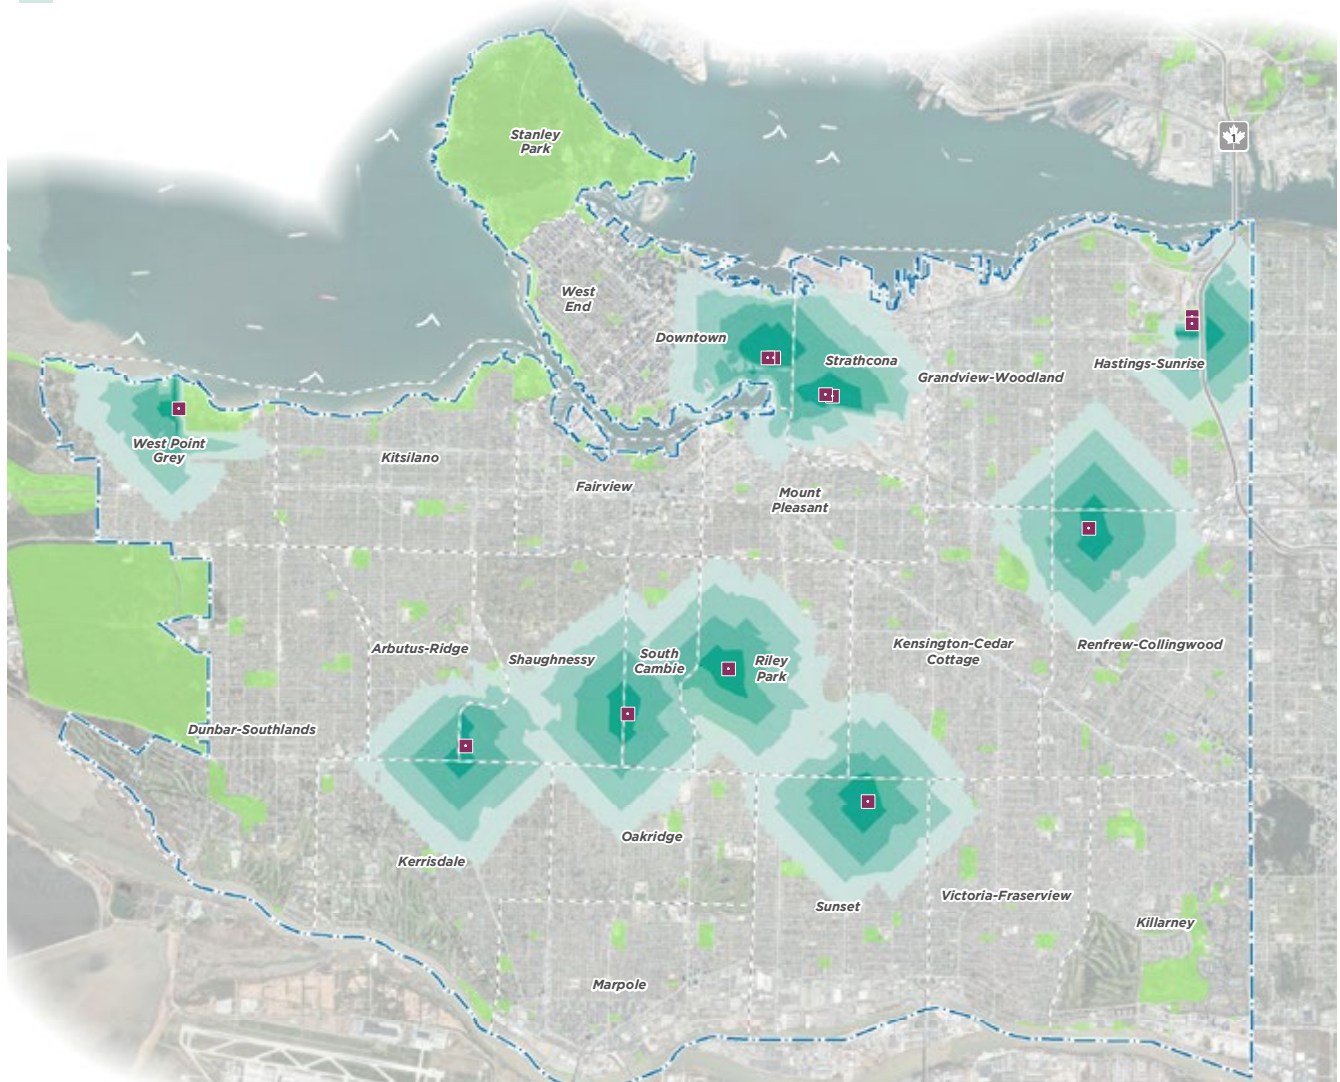 Stanley
Park
1
West
End
Downtown
Strathcona
Hastings-Sunrise
Grandview-Woodland
West Point
Grey
Kitsilano
Fairview
Mount
Pleasant
Arbutus-Ridge
Shaughnessy
South
Cambie
Riley
Park
Kensington-Cedar
Cottage
Renfrew-Collingwood
Dunbar-Southlands
Oakridge
Kerrisdale
Sunset
Victoria-Fraserview
Killarney
Marpole